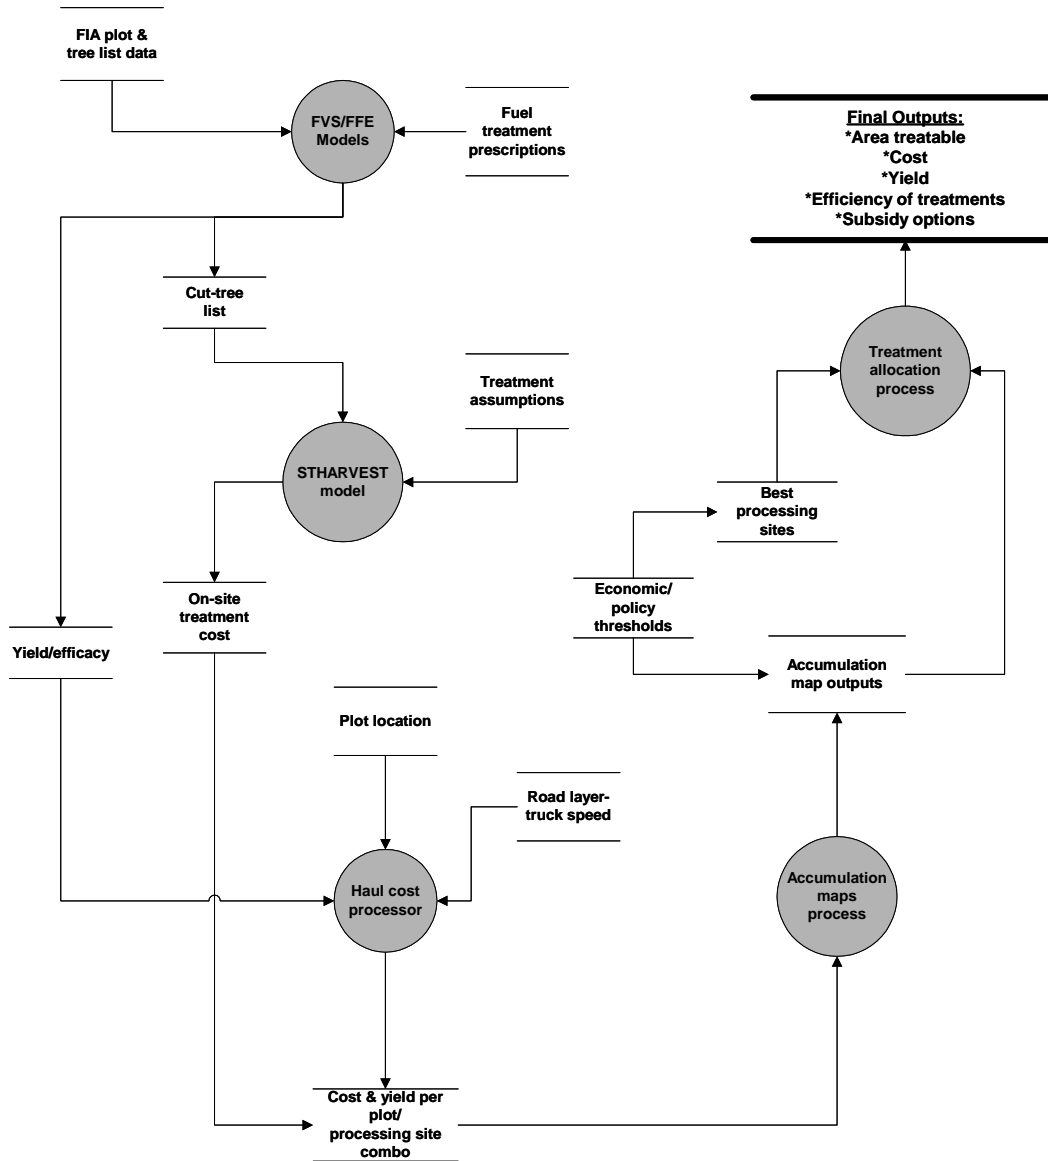 FIA plot &
tree list data
FVS/FFE
Models
Fuel
treatment
prescriptions
Final Outputs:
*Area treatable
*Cost
*Yield
*Efficiency of treatments
*Subsidy options
Cut-tree
list
Treatment
assumptions
Treatment
allocation
process
STHARVEST
model
Best
processing
sites
On-site
treatment
cost
Economic/
policy
thresholds
Yield/efficacy
Accumulation
map outputs
Plot location
Road layer-
truck speed
Haul cost
processor
Accumulation
maps
process
Cost & yield per
plot/
processing site
combo